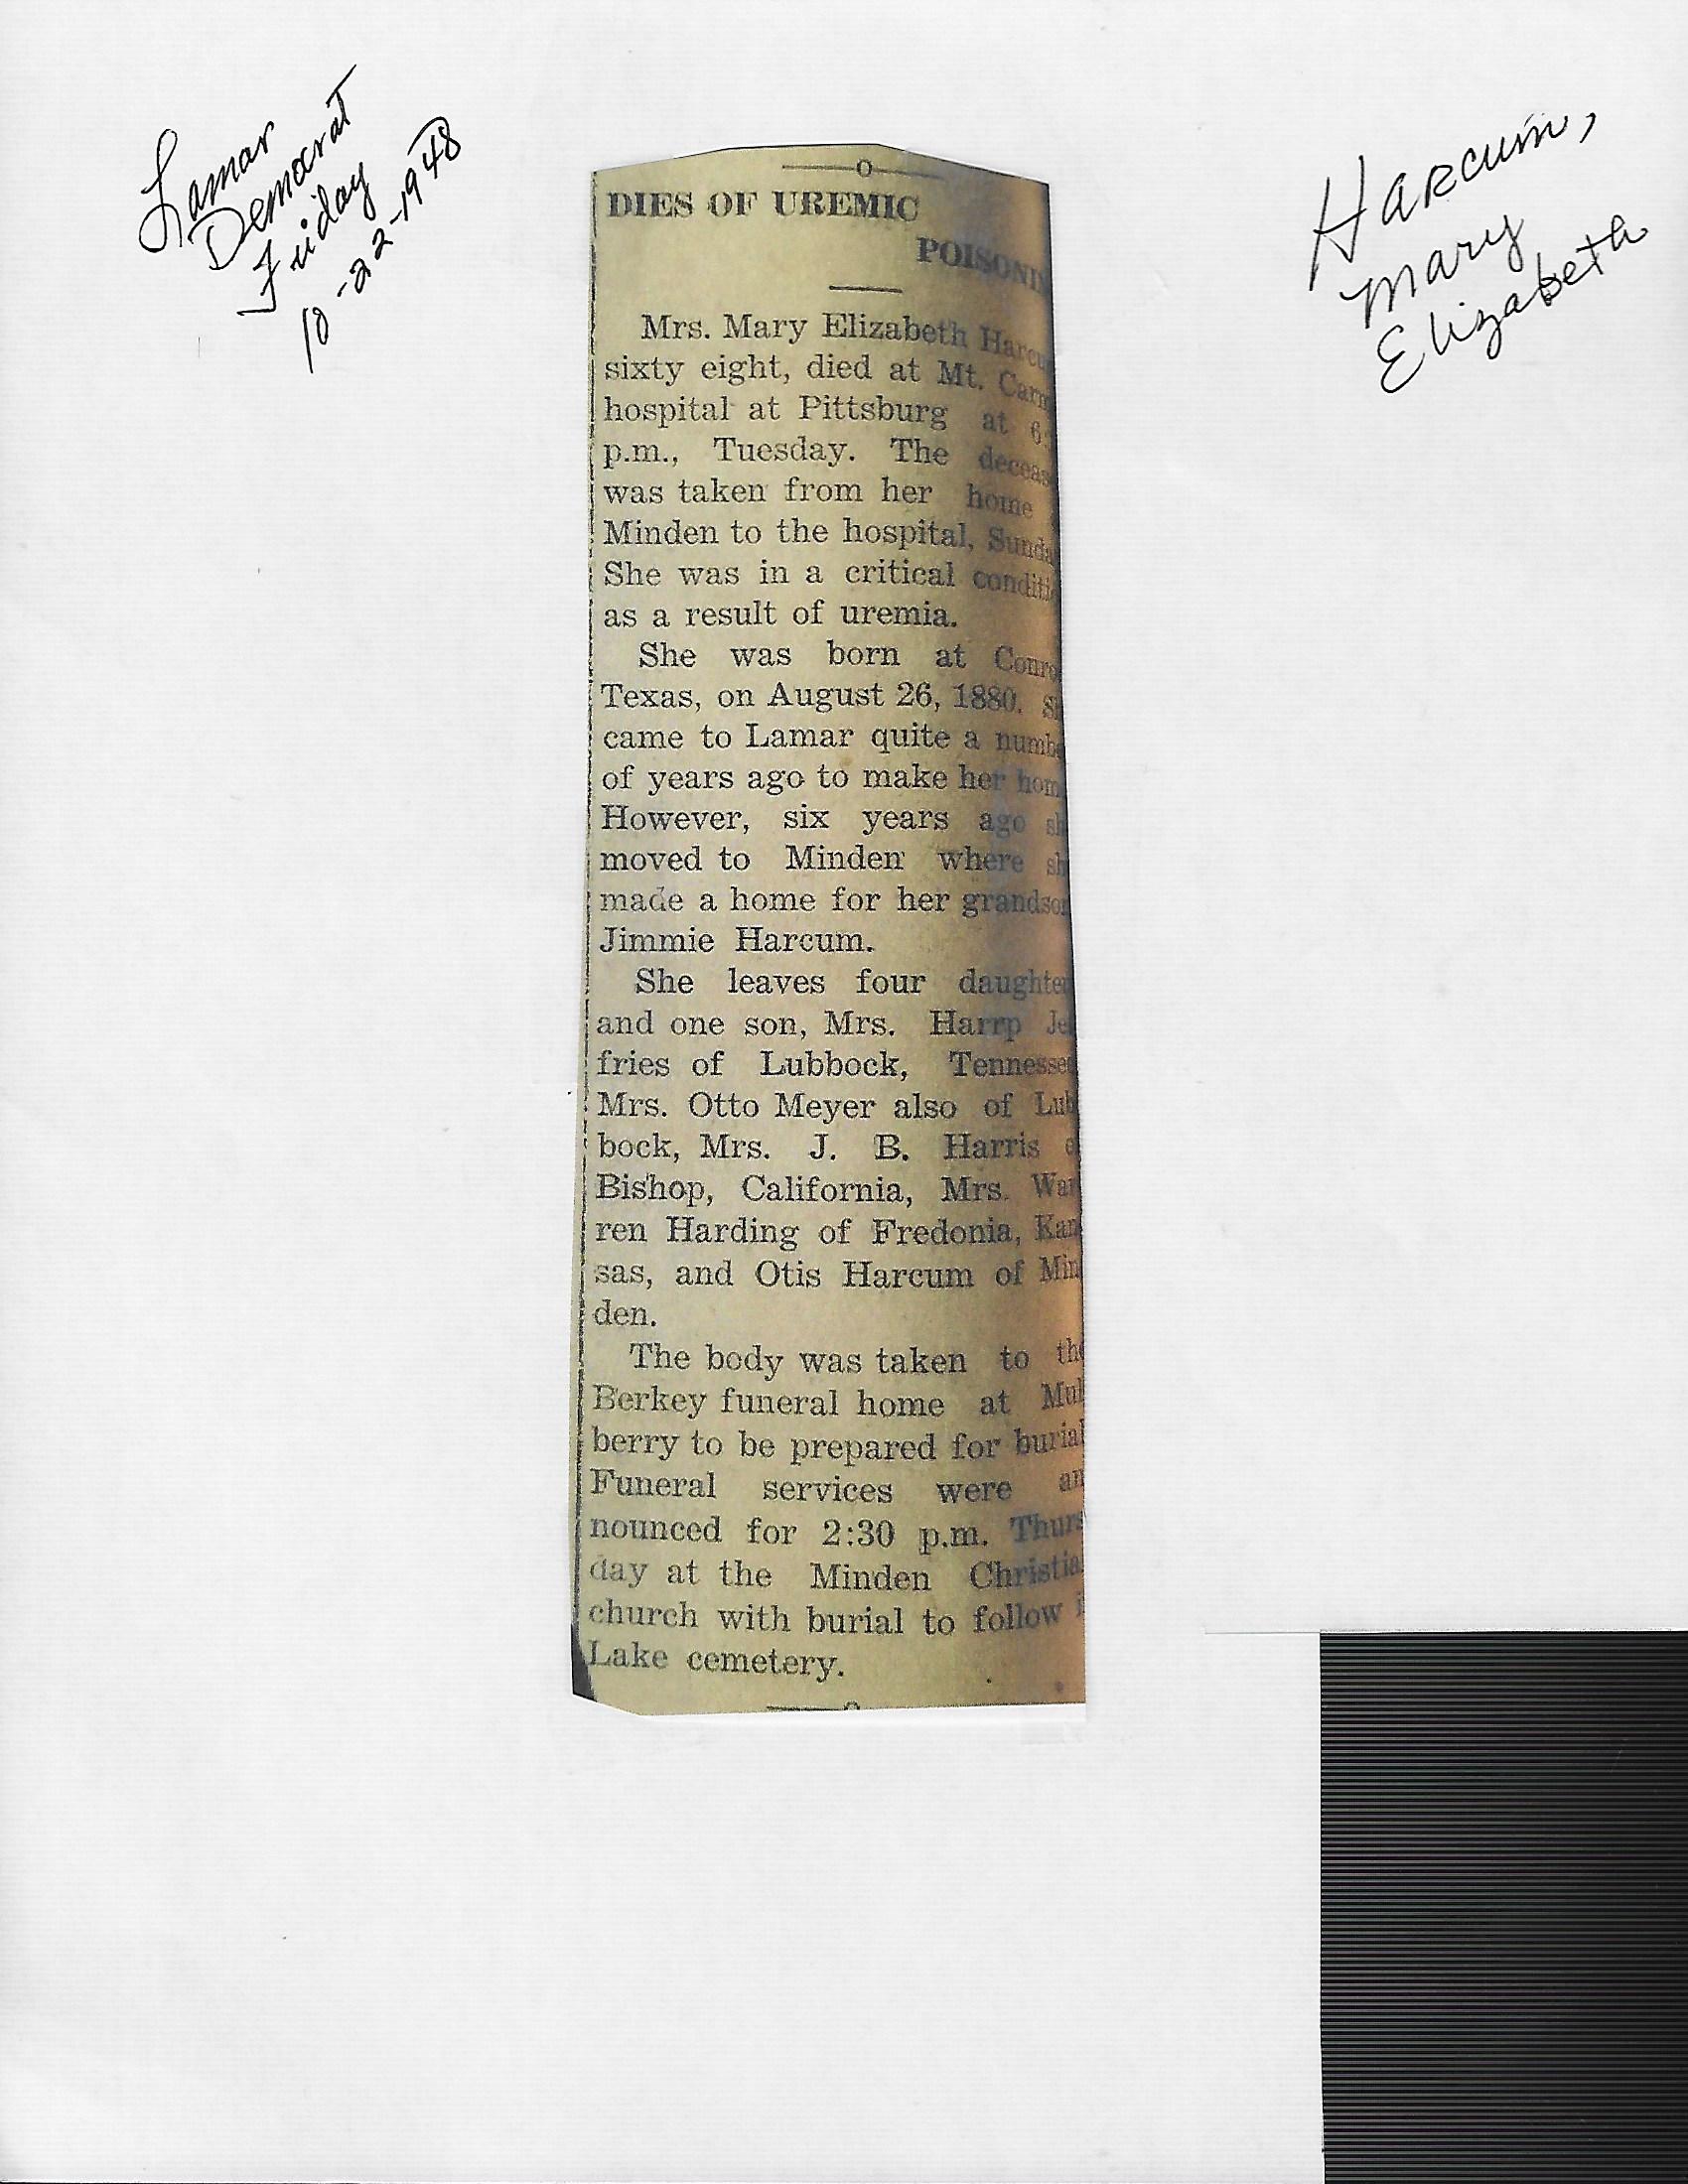 Lamar
Democrat
Friday
10-22-1948
Harcum,
Mary
Elizabeth
DIES OF UREMIC
POISONI
Mrs. Mary Elizabeth Harcu
sixty eight, died at Mt. Carm
hospital at Pittsburg at 6:
p.m., Tuesday. The deceas
was taken from her home
Minden to the hospital, Sunda
She was in a critical conditi
as a result of uremia.
She was born at Conro
Texas, on August 26, 1880. Sh
came to Lamar quite a numbe
of years ago to make her hom
However, six years ago sh
moved to Minden where sh
made a home for her grandson
Jimmie Harcum.
She leaves four daughter
and one son, Mrs. Harrp Je
fries of Lubbock, Tennessee
Mrs. Otto Meyer also of Lub
bock, Mrs. J. B. Harris o
Bishop, California, Mrs. War
ren Harding of Fredonia, Kan
sas, and Otis Harcum of Min
den.
The body was taken to the
Berkey funeral home at Mul
berry to be prepared for burial
Funeral services were an
nounced for 2:30 p.m. Thurs
day at the Minden Christia
church with burial to follow i
Lake cemetery.